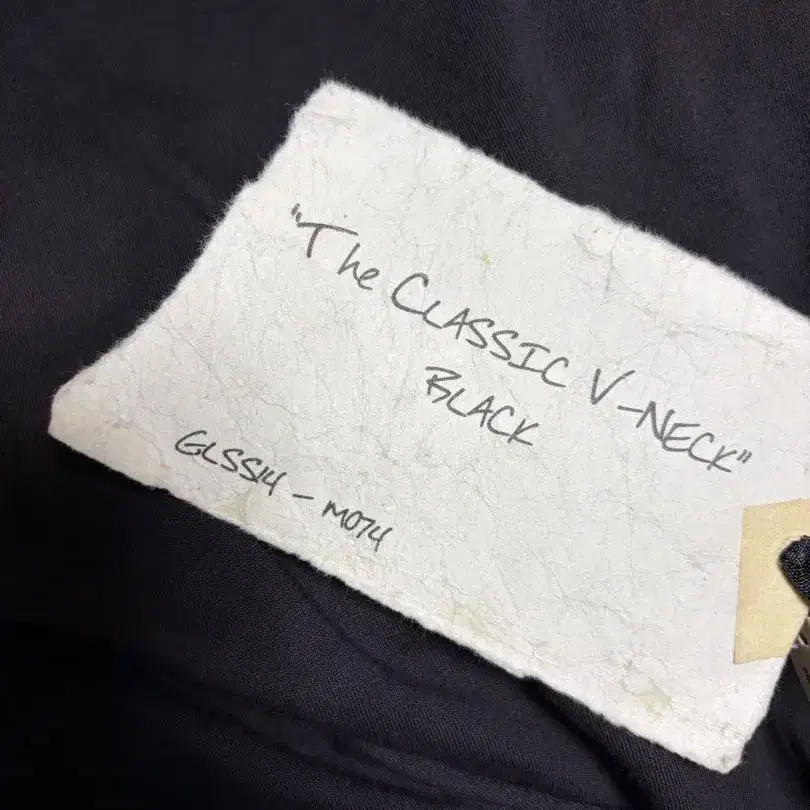 "The CLASSIC V-NECK"
BLACK
GLSS14 - M074